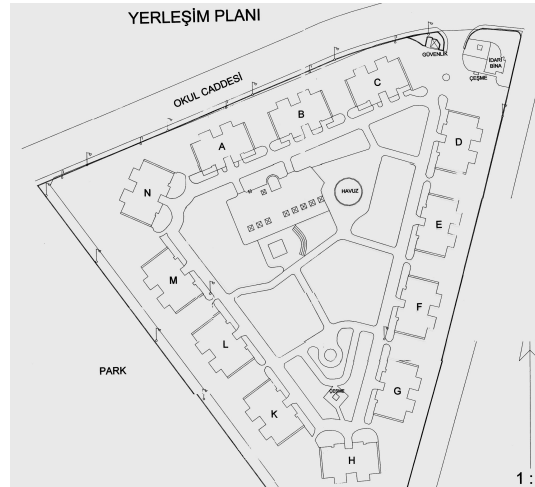 YERLEŞİM PLANI
OKUL CADDESİ
GÜVENLİK
İDARİ
BİNA
ÇEŞME
C
B
A
D
N
HAVUZ
E
M
F
L
PARK
G
ÇEŞME
K
H
1 :